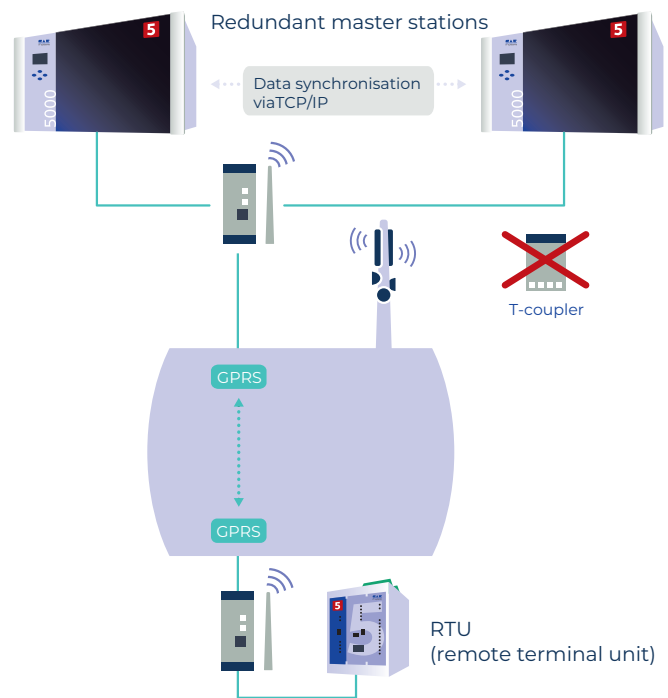 Redundant master stations
5
5
Data synchronisation
viaTCP/IP
5000
5000
T-coupler
GPRS
GPRS
5
5
RTU
(remote terminal unit)